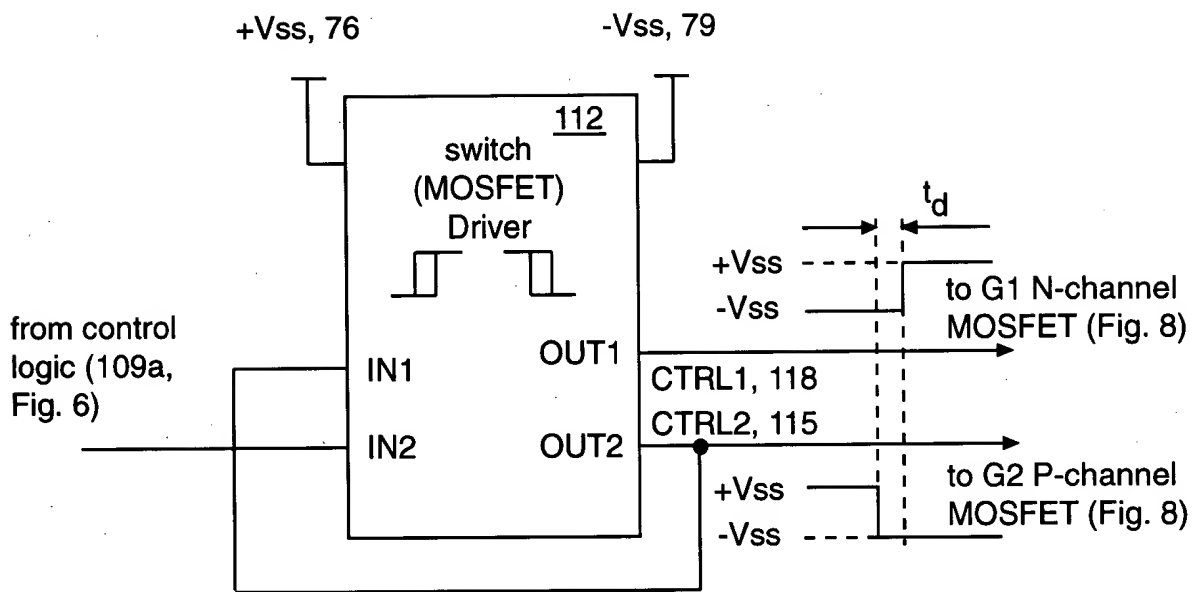 +Vss, 76
-Vss, 79
112
switch
(MOSFET)
Driver
td
+Vss
-Vss
to G1 N-channel
MOSFET (Fig. 8)
from control
logic (109a,
Fig. 6)
IN1
OUT1
CTRL1, 118
CTRL2, 115
IN2
OUT2
+Vss
-Vss
to G2 P-channel
MOSFET (Fig. 8)